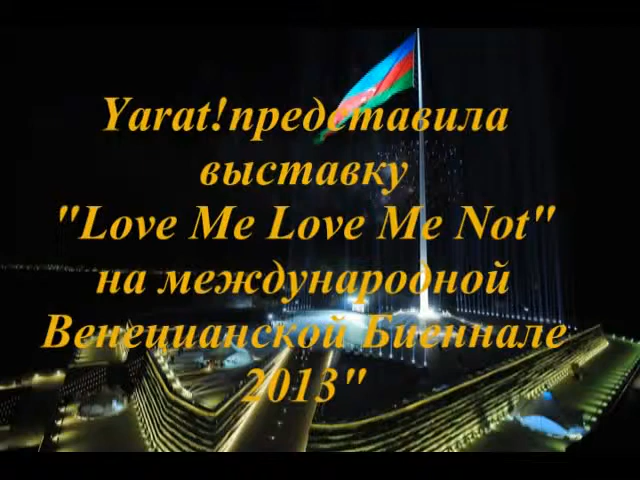 Yarat!представила
выставку
"Love Me Love Me Not"
на международной
Венецианской Биеннале
2013"